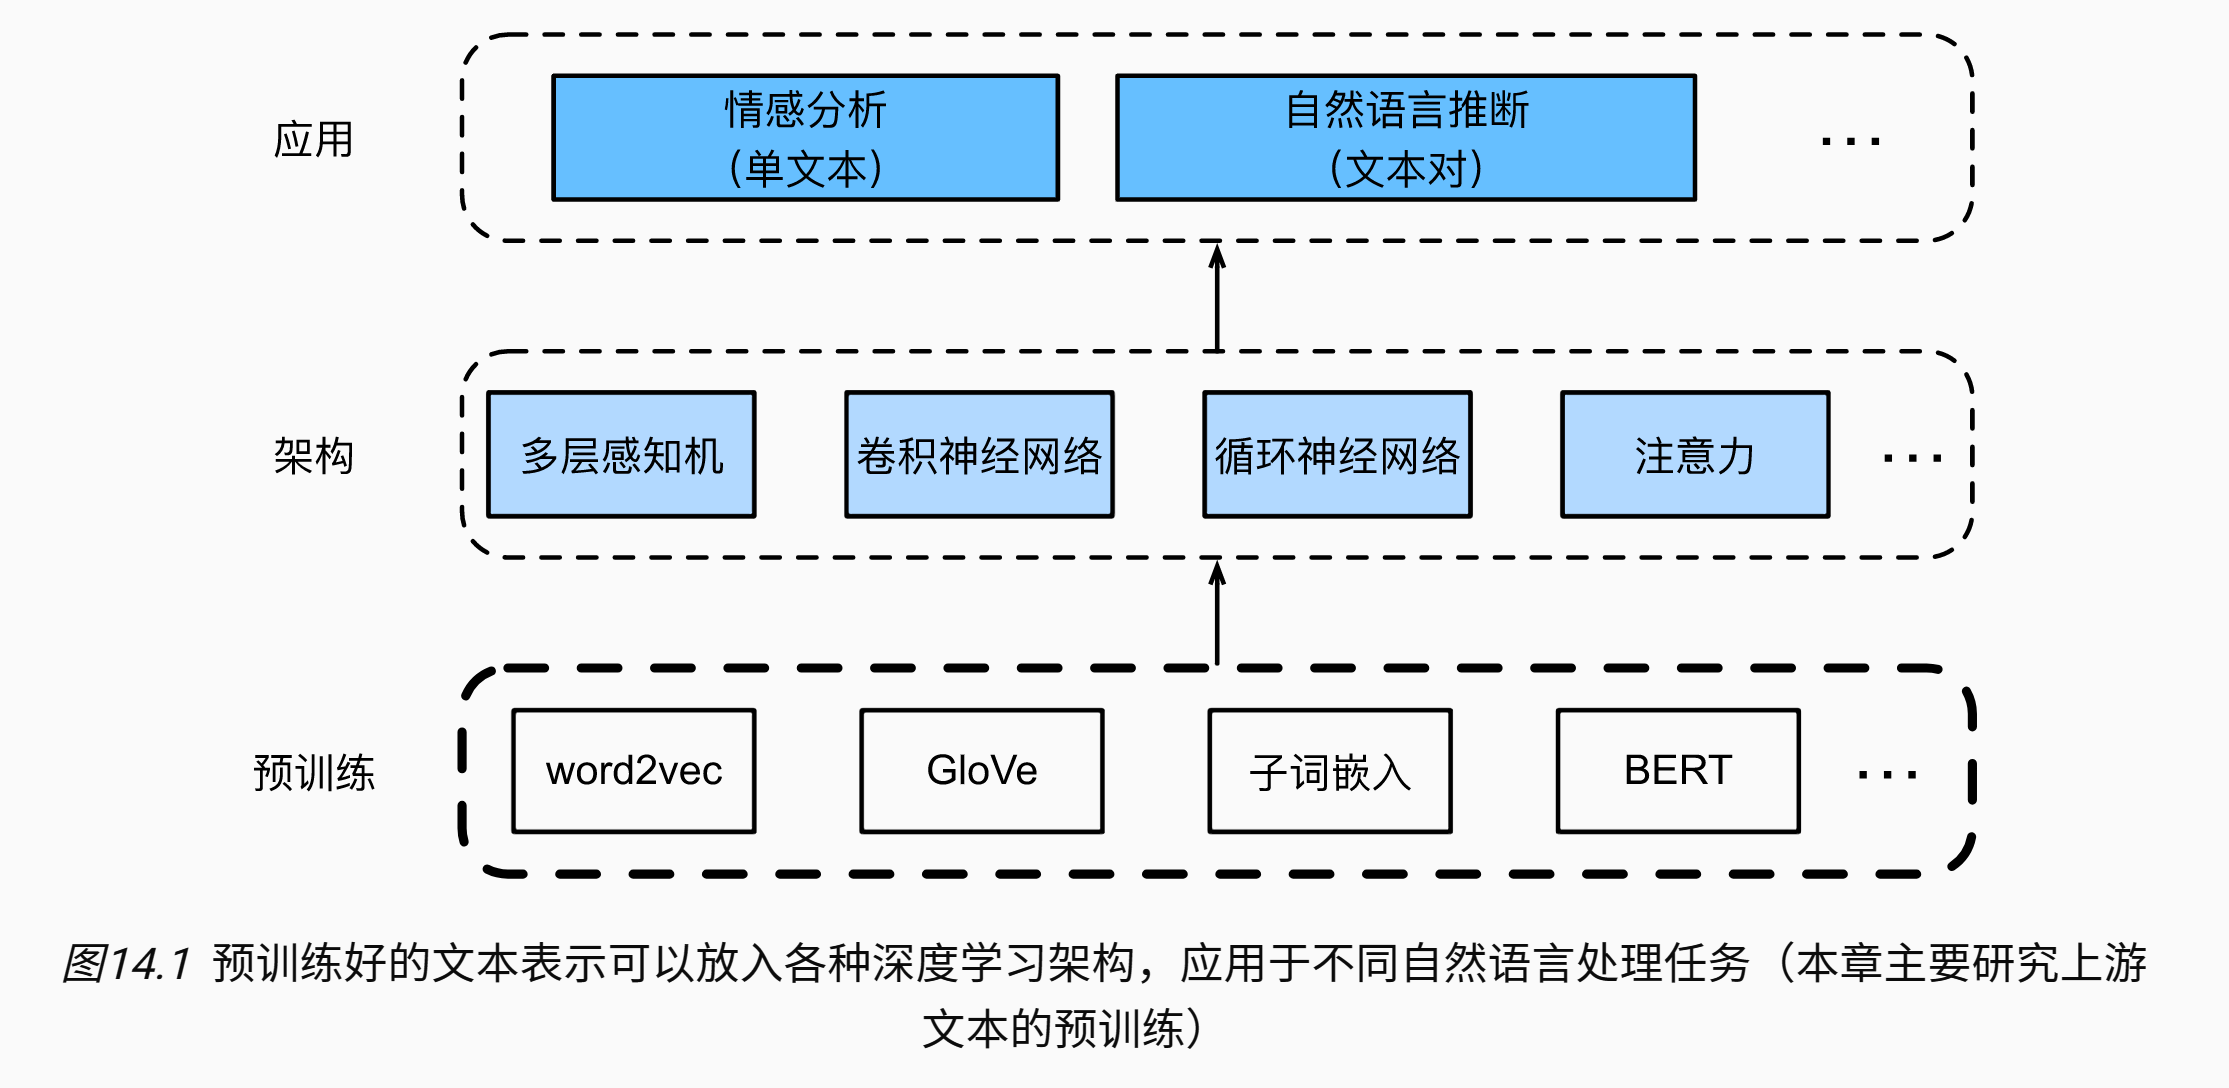 应用
情感分析
(单文本)
自然语言推断
(文本对)
...
架构
多层感知机
卷积神经网络
循环神经网络
注意力
...
预训练
word2vec
GloVe
子词嵌入
BERT
...
图14.1 预训练好的文本表示可以放入各种深度学习架构，应用于不同自然语言处理任务（本章主要研究上游
文本的预训练）